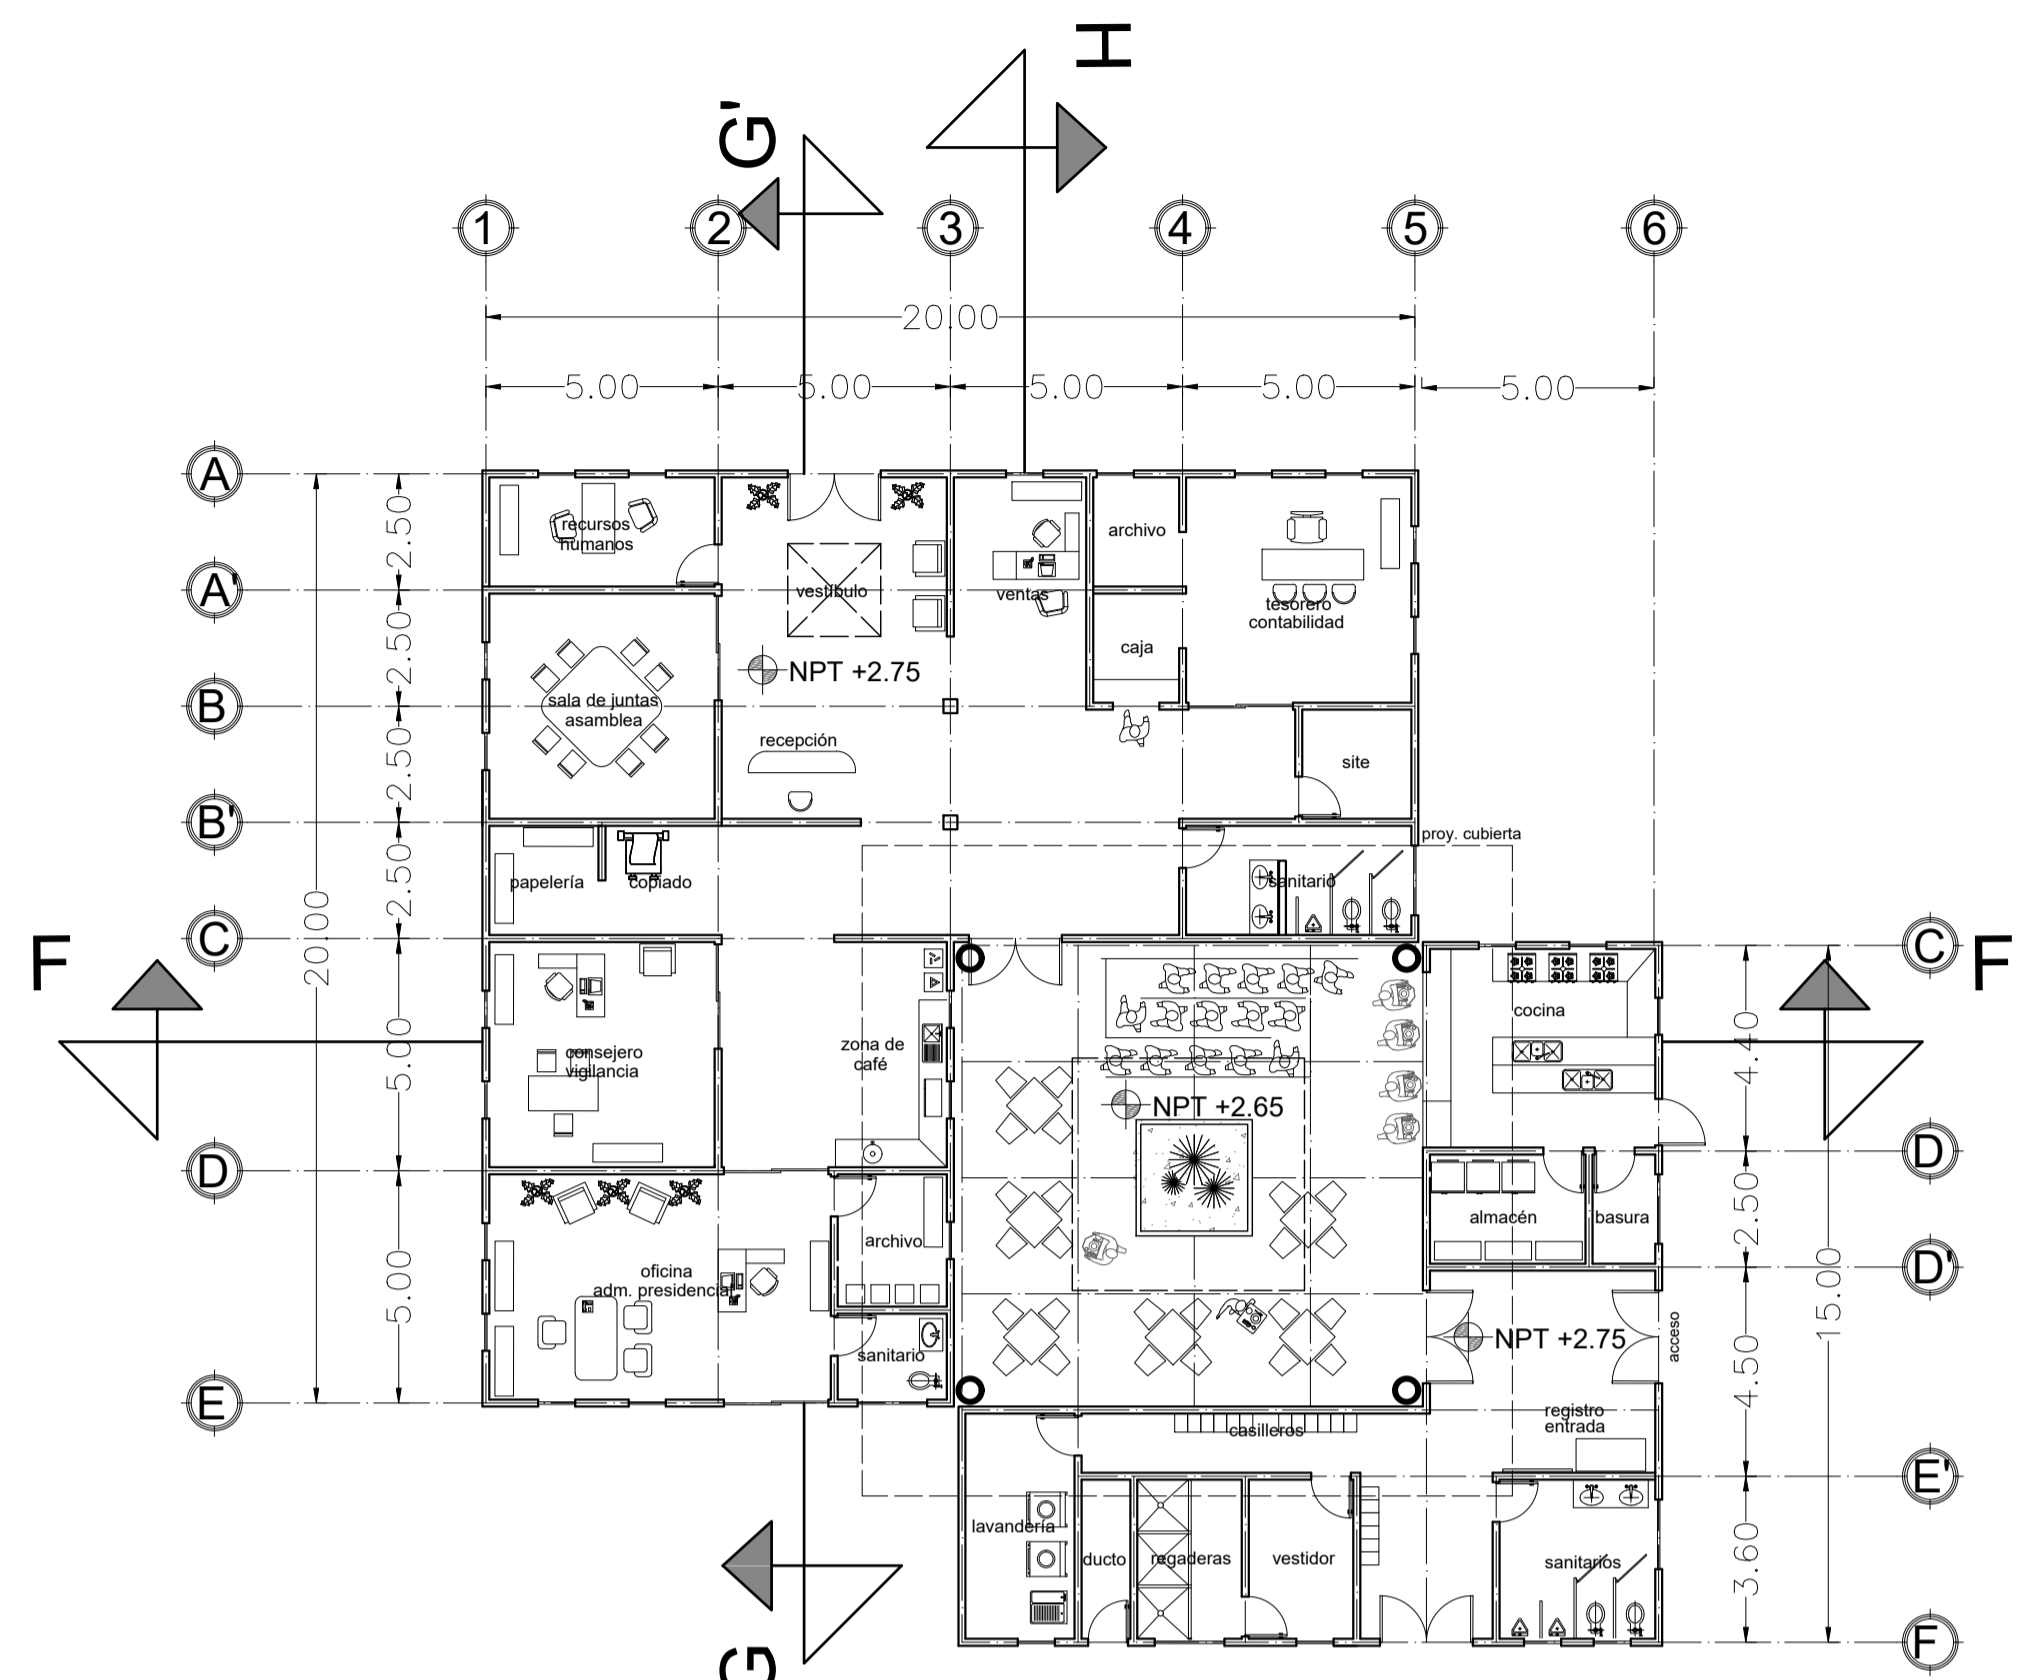 H
G'
1
2
3
4
5
6
20.00
5.00
5.00
5.00
5.00
5.00
A
A'
B
B'
C
D
E
2.50
2.50
2.50
2.50
5.00
5.00
20.00
recursos
humanos
vestíbulo
ventas
archivo
tesorero
contabilidad
caja
NPT +2.75
sala de juntas
asamblea
recepción
site
proy. cubierta
papelería
copiado
sanitario
F
F
C
D
D'
E'
F
4.40
2.50
4.50
3.60
15.00
consejero
vigilancia
zona de
café
NPT +2.65
cocina
almacén
basura
oficina
adm. presidencial
archivo
sanitario
NPT +2.75
acceso
registro
entrada
casilleros
lavandería
ducto
regaderas
vestidor
sanitarios
G